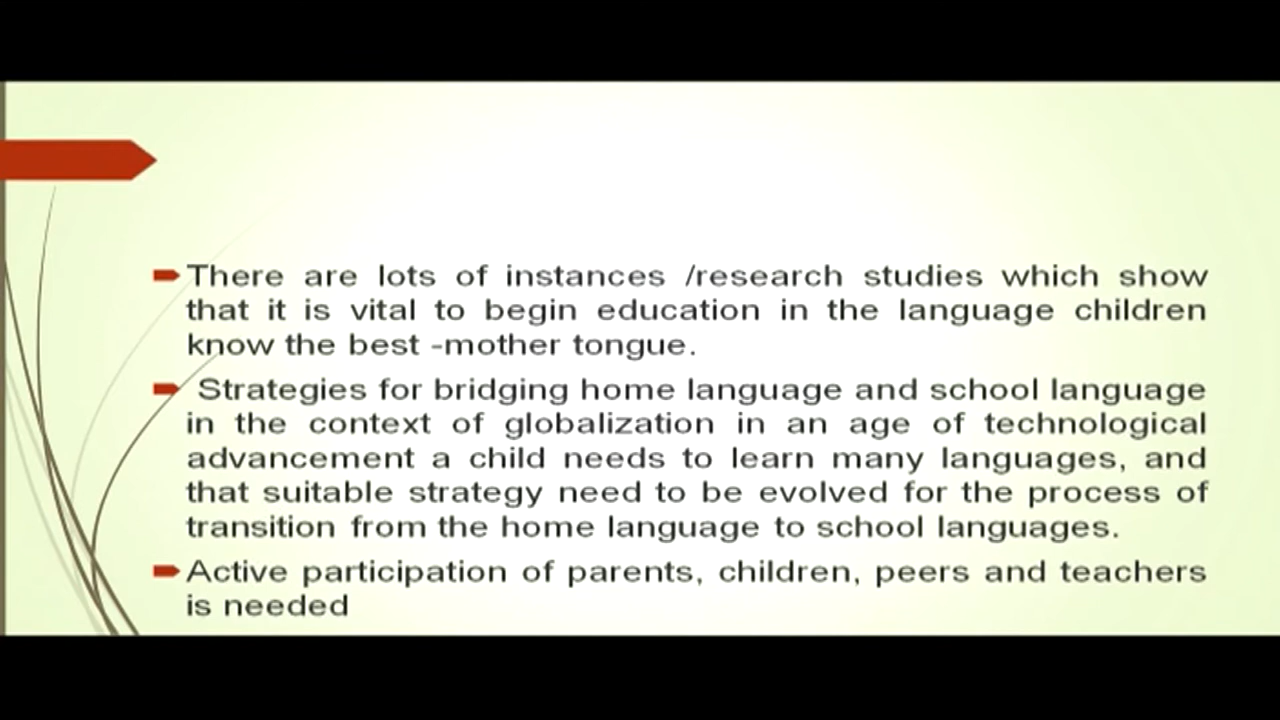 There are lots of instances /research studies which show
that it is vital to begin education in the language children
know the best -mother tongue.
Strategies for bridging home language and school language
in the context of globalization in an age of technological
advancement a child needs to learn many languages, and
that suitable strategy need to be evolved for the process of
transition from the home language to school languages.
Active participation of parents, children, peers and teachers
is needed